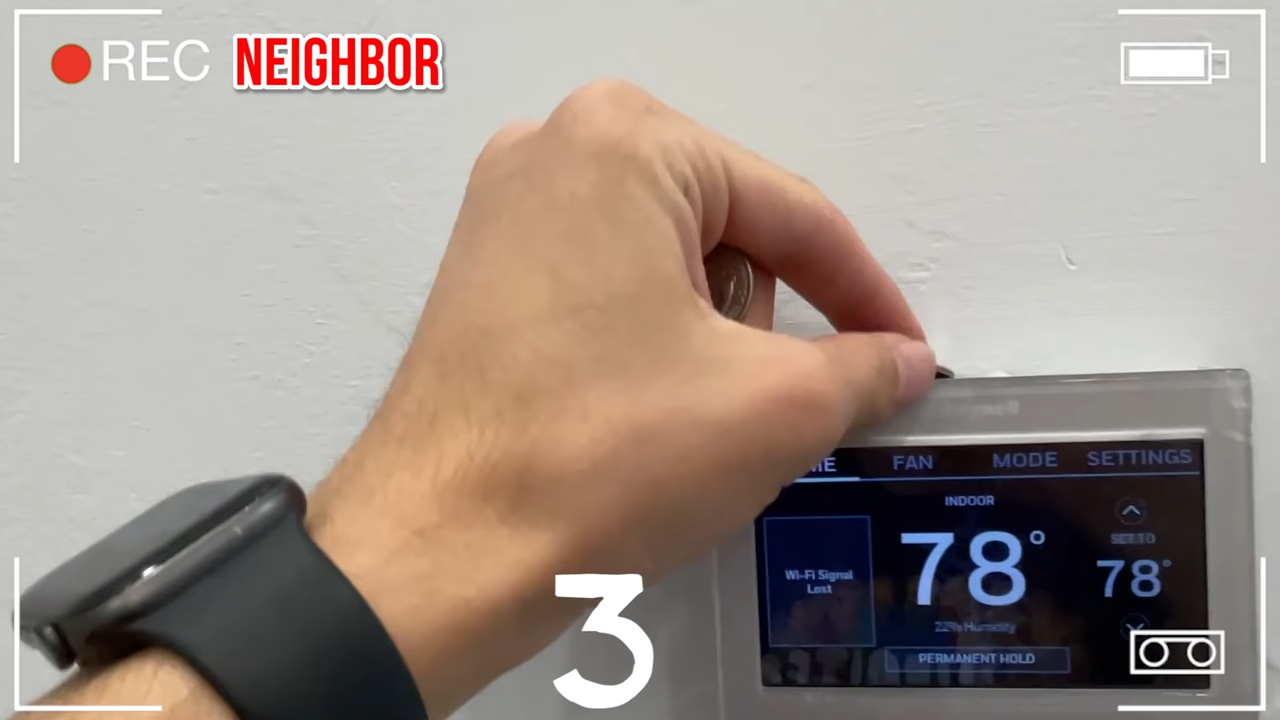 REC NEIGHBOR
FAN MODE SETTINGS
INDOOR
78°
SET TO
78°
Wi-Fi Signal
Lost
22% Humidity
PERMANENT HOLD
3